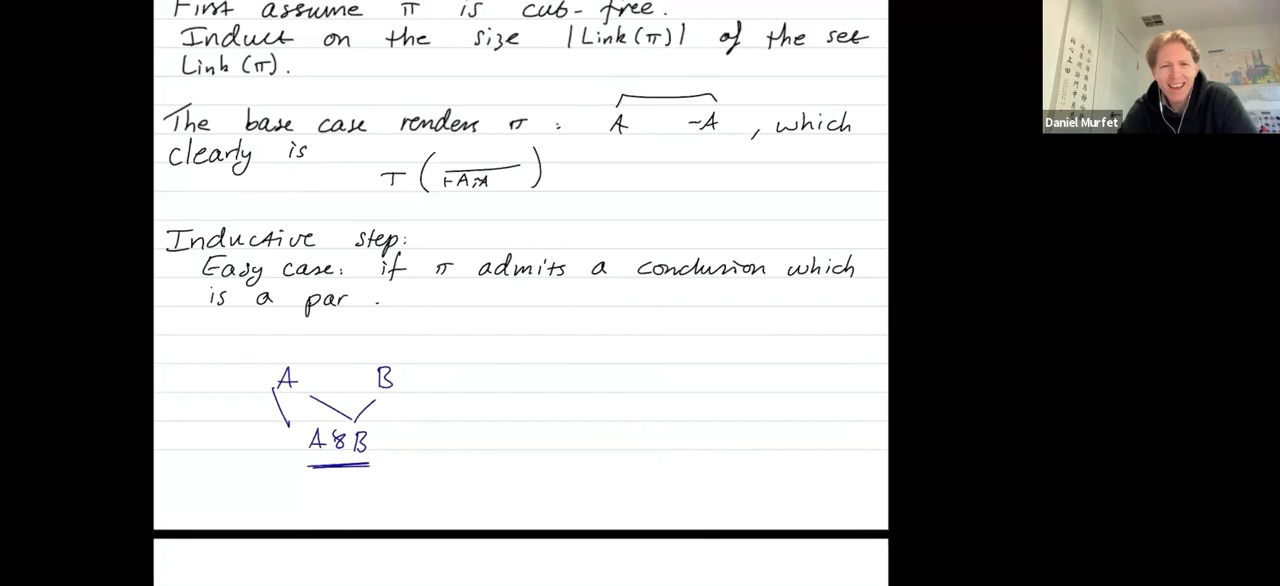 First assume π is cut-free.
Induct on the size |Link(π)| of the set
Link(π).
The base case renders π : A ¬A , which
clearly is
T ( ⊢A,¬A )
Inductive step:
Easy case: if π admits a conclusion which
is a par .
A B
A⅋B
Daniel Murfet